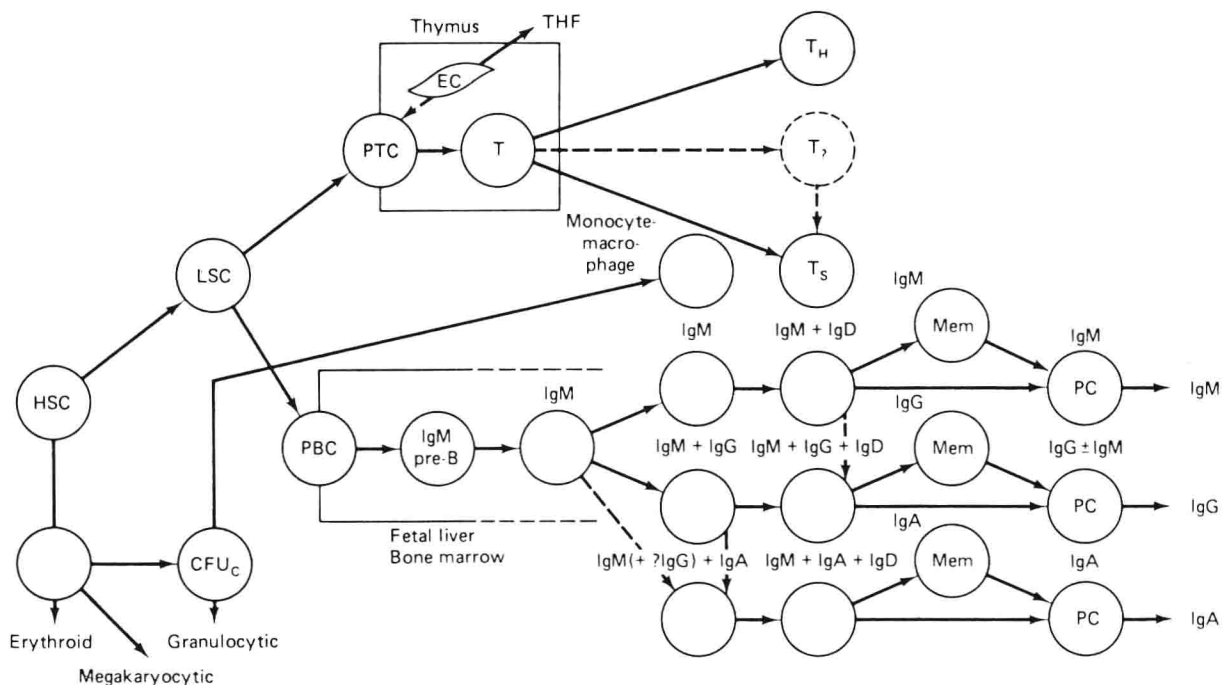 Thymus
THF
EC
PTC
T
T_H
T_?
T_S
Monocyte-
macro-
phage
LSC
HSC
CFU_C
Erythroid
Granulocytic
Megakaryocytic
PBC
IgM
pre-B
IgM
Fetal liver
Bone marrow
IgM
IgM + IgD
IgM
Mem
IgM
PC
IgM
IgM + IgG
IgM + IgG + IgD
IgG
Mem
IgG ± IgM
PC
IgG
IgM(+ ?IgG) + IgA
IgM + IgA + IgD
IgA
Mem
IgA
PC
IgA